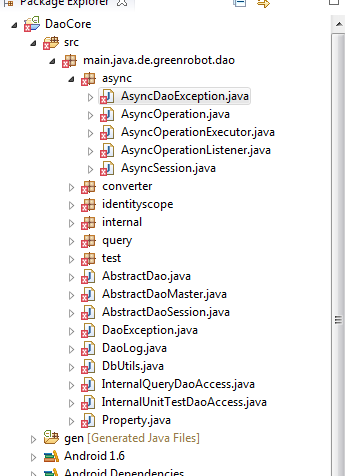 Package Explorer
DaoCore
src
main.java.de.greenrobot.dao
async
AsyncDaoException.java
AsyncOperation.java
AsyncOperationExecutor.java
AsyncOperationListener.java
AsyncSession.java
converter
identityscope
internal
query
test
AbstractDao.java
AbstractDaoMaster.java
AbstractDaoSession.java
DaoException.java
DaoLog.java
DbUtils.java
InternalQueryDaoAccess.java
InternalUnitTestDaoAccess.java
Property.java
gen [Generated Java Files]
Android 1.6
Android Dependencies